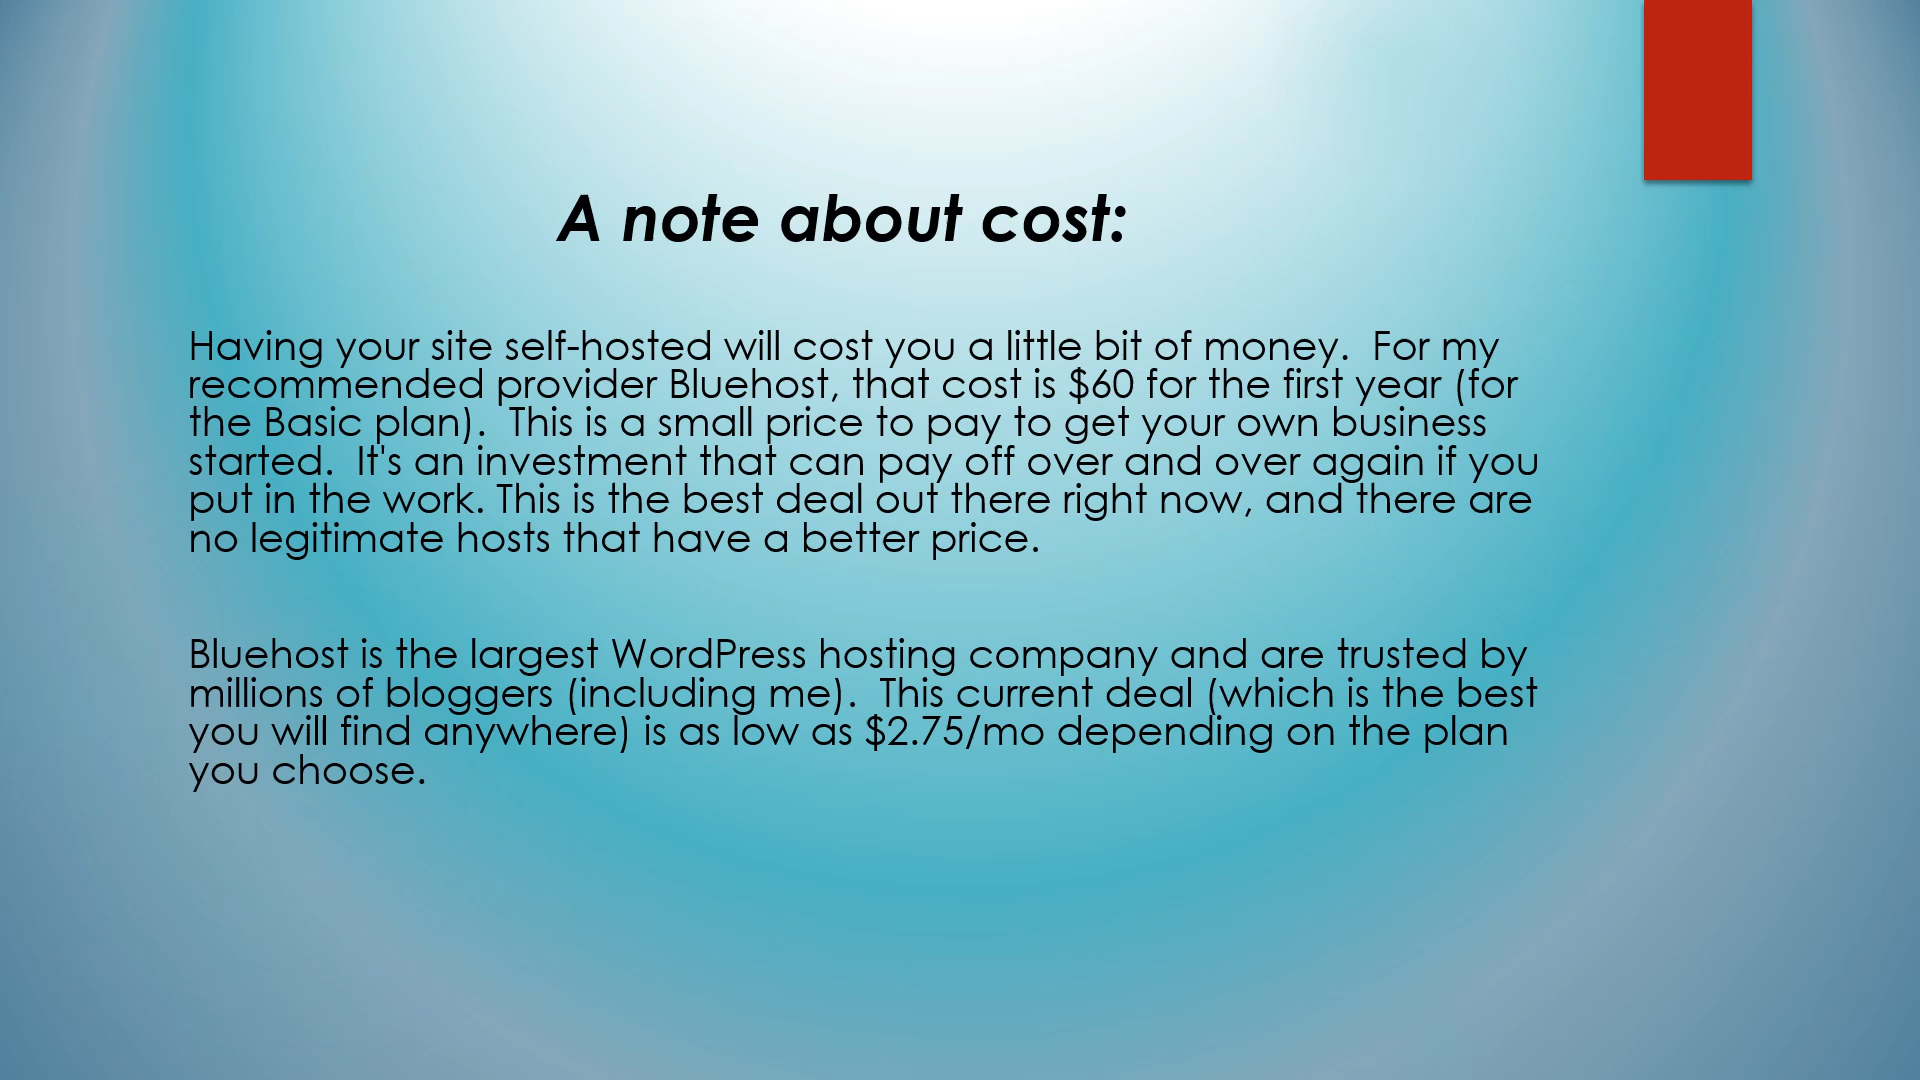 A note about cost:
Having your site self-hosted will cost you a little bit of money.  For my
recommended provider Bluehost, that cost is $60 for the first year (for
the Basic plan).  This is a small price to pay to get your own business
started.  It's an investment that can pay off over and over again if you
put in the work. This is the best deal out there right now, and there are
no legitimate hosts that have a better price.
Bluehost is the largest WordPress hosting company and are trusted by
millions of bloggers (including me).  This current deal (which is the best
you will find anywhere) is as low as $2.75/mo depending on the plan
you choose.